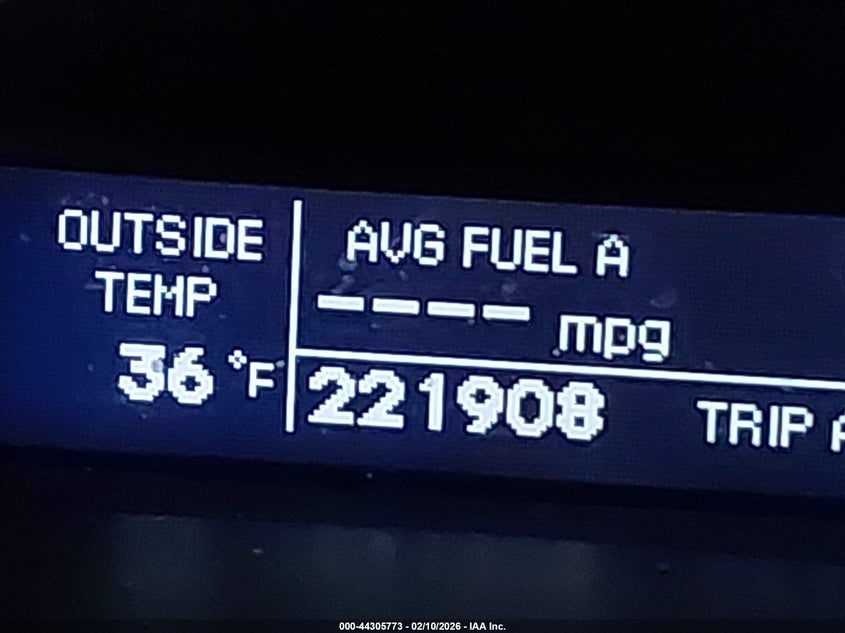 OUTSIDE
TEMP
36 °F
AVG FUEL A
---- mpg
221908 TRIP A
000-44305773 - 02/10/2026 - IAA Inc.